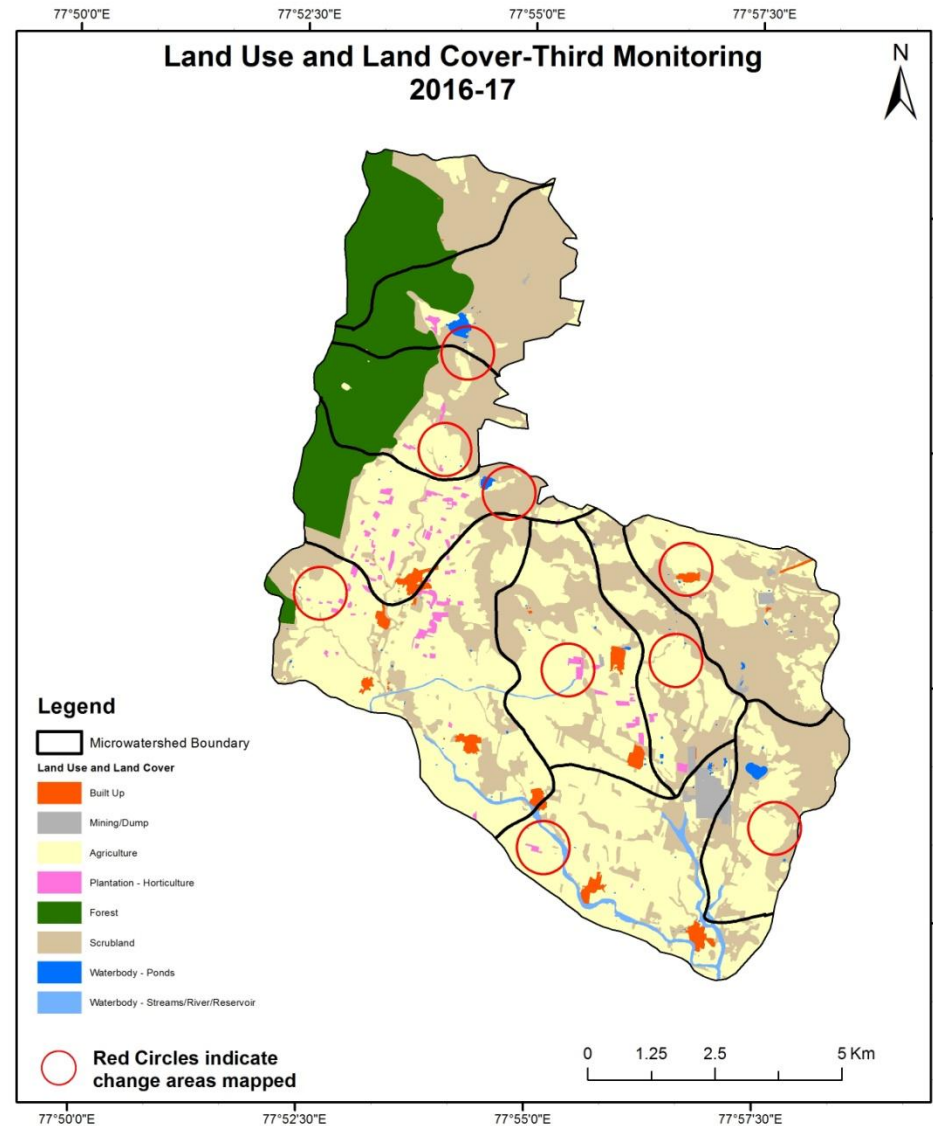 77°50'0"E 77°52'30"E 77°55'0"E 77°57'30"E
Land Use and Land Cover-Third Monitoring
2016-17
N
Legend
Microwatershed Boundary
Land Use and Land Cover
Built Up
Mining/Dump
Agriculture
Plantation - Horticulture
Forest
Scrubland
Waterbody - Ponds
Waterbody - Streams/River/Reservoir
Red Circles indicate
change areas mapped
0 1.25 2.5 5 Km
77°50'0"E 77°52'30"E 77°55'0"E 77°57'30"E